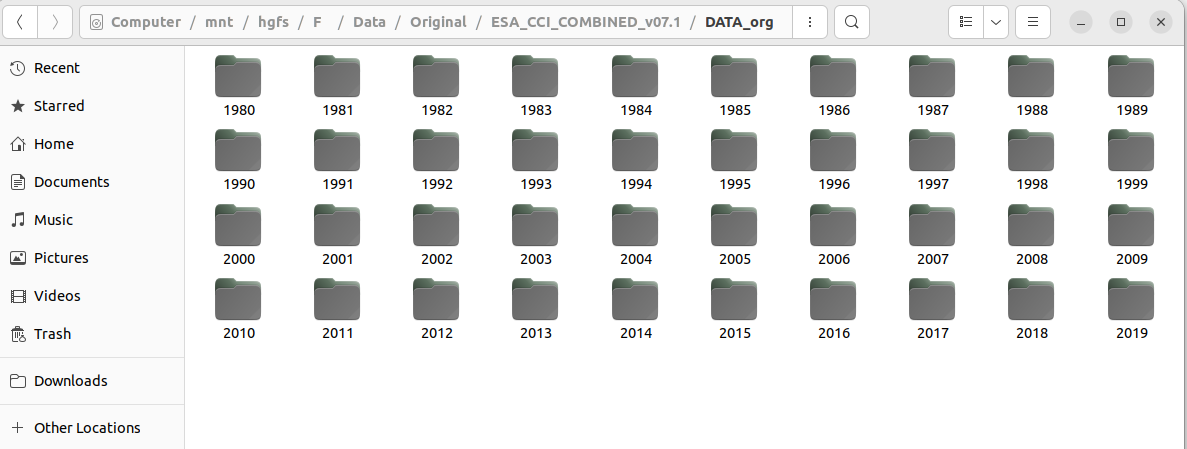 Computer / mnt / hgfs / F / Data / Original / ESA_CCI_COMBINED_v07.1 / DATA_org
Recent
Starred
Home
Documents
Music
Pictures
Videos
Trash
Downloads
Other Locations
1980 1981 1982 1983 1984 1985 1986 1987 1988 1989
1990 1991 1992 1993 1994 1995 1996 1997 1998 1999
2000 2001 2002 2003 2004 2005 2006 2007 2008 2009
2010 2011 2012 2013 2014 2015 2016 2017 2018 2019